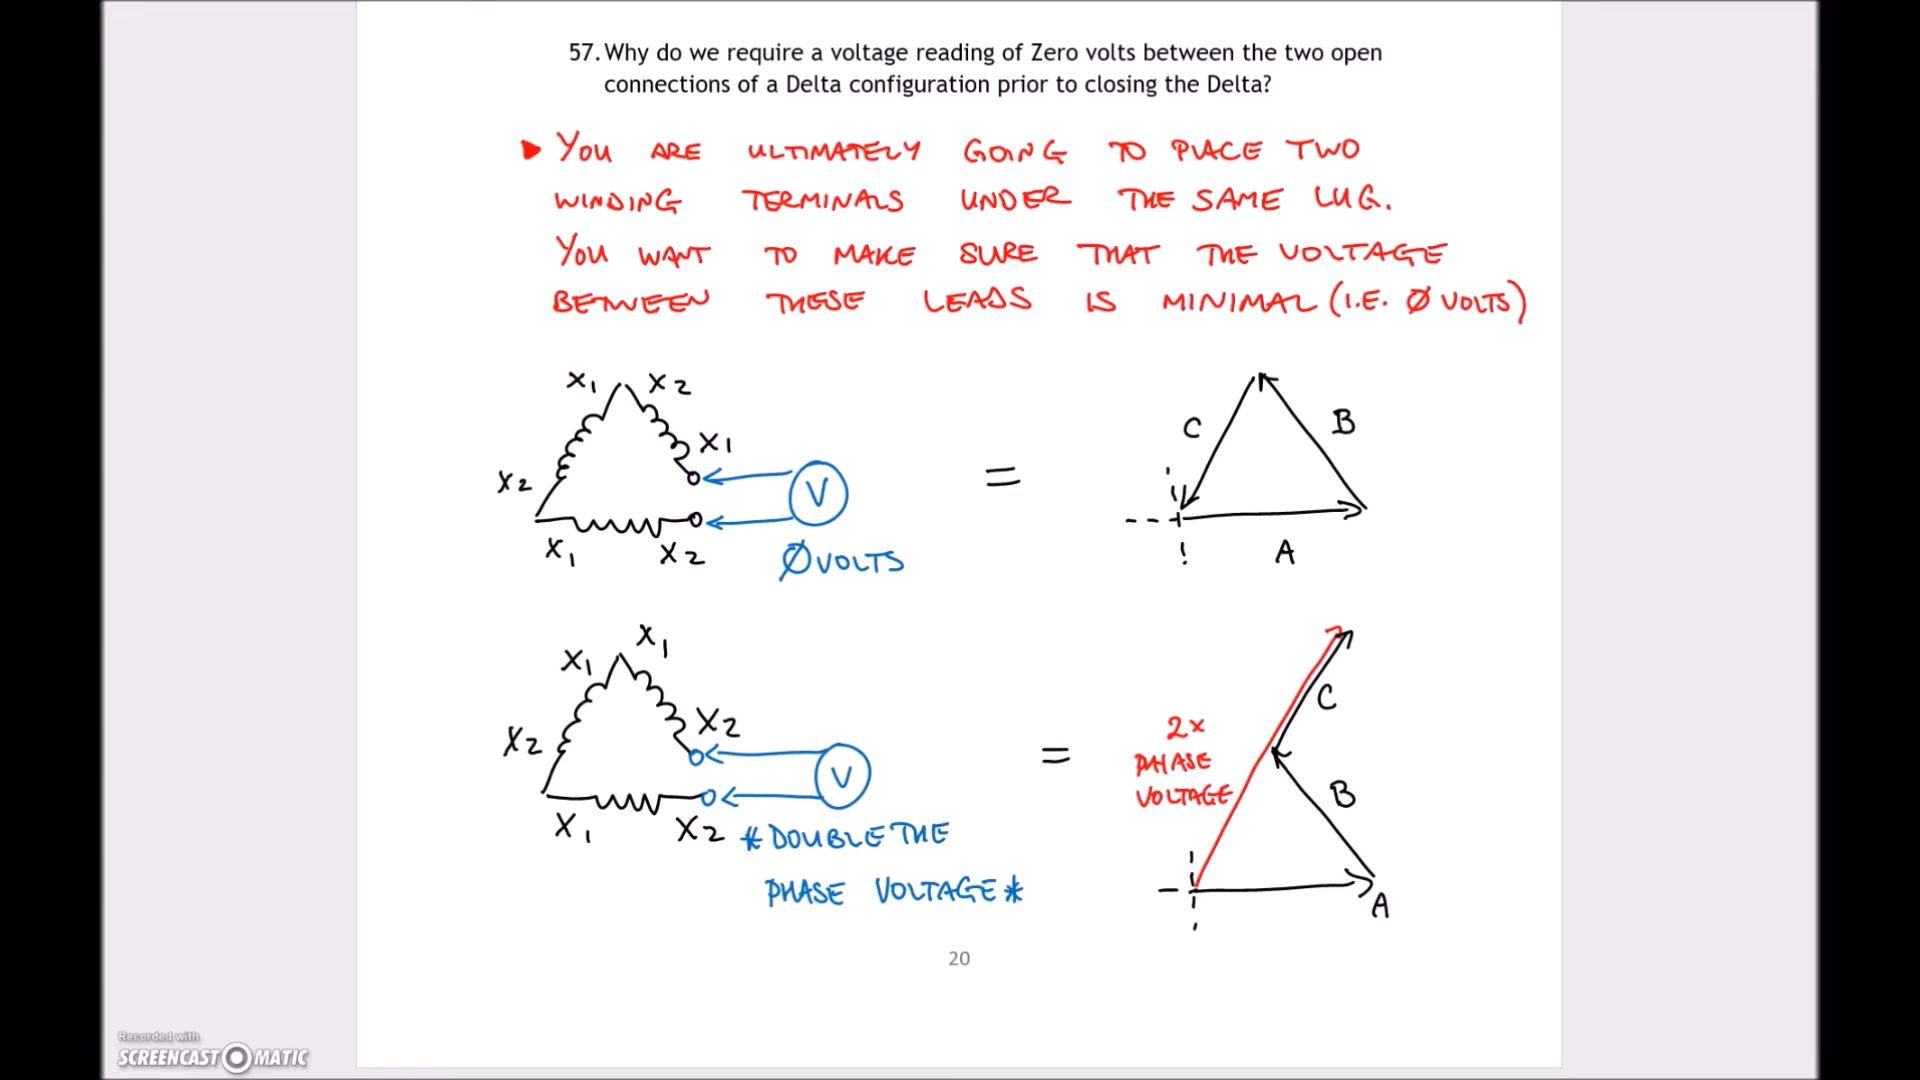 57. Why do we require a voltage reading of Zero volts between the two open
connections of a Delta configuration prior to closing the Delta?
YOU ARE ULTIMATELY GOING TO PLACE TWO
WINDING TERMINALS UNDER THE SAME LUG.
YOU WANT TO MAKE SURE THAT THE VOLTAGE
BETWEEN THESE LEADS IS MINIMAL (I.E. Ø VOLTS)
X1 X2
X1
X2
V
X1 X2
Ø VOLTS
=
C B
A
X1
X1
X2
X2
V
X1 X2
*DOUBLE THE
PHASE VOLTAGE*
=
C
2x
PHASE
VOLTAGE
B
A
20
Recorded with
SCREENCAST MATIC